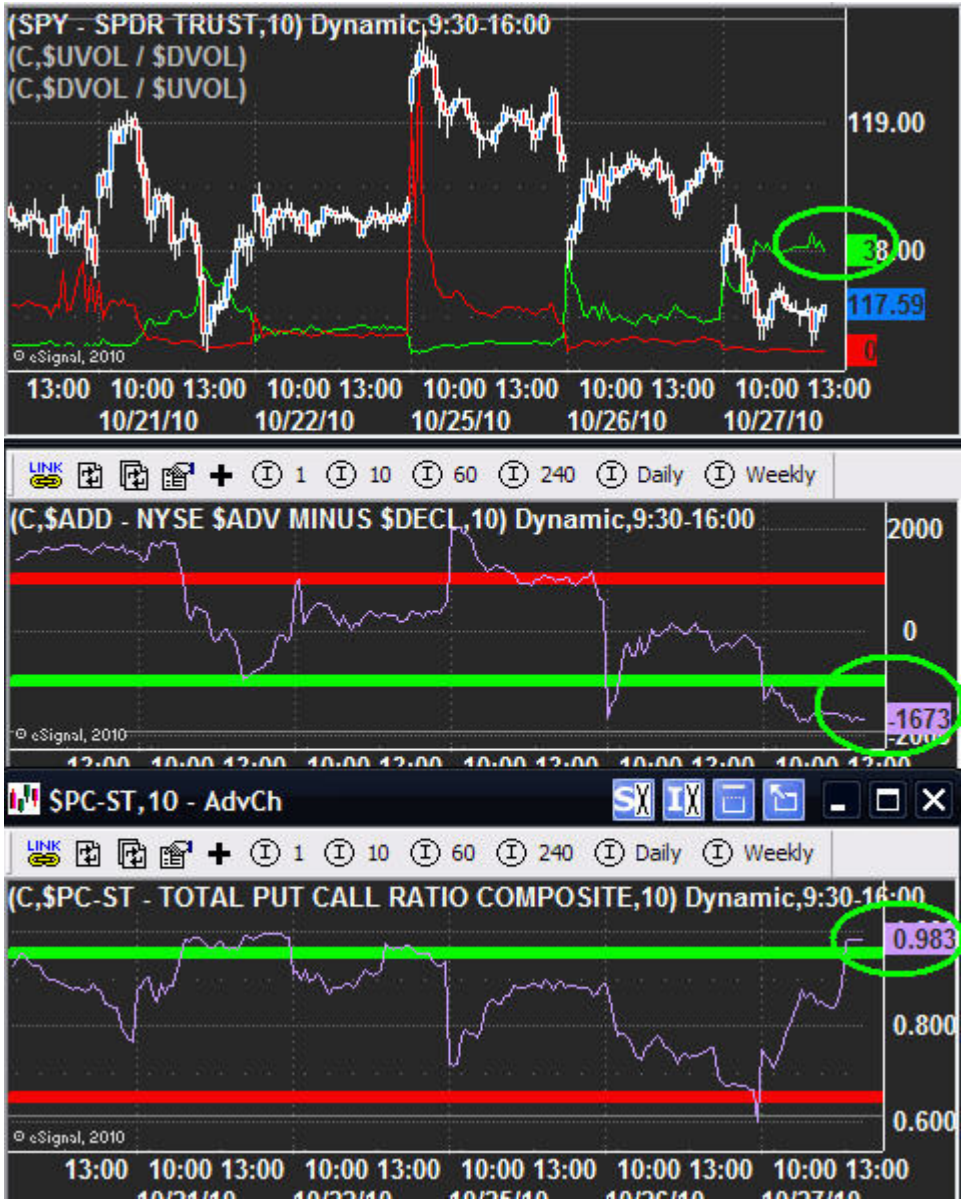 (SPY - SPDR TRUST,10) Dynamic,9:30-16:00
(C,$UVOL / $DVOL)
(C,$DVOL / $UVOL)
119.00
38.00
117.59
0
© eSignal, 2010
13:00 10:00 13:00 10:00 13:00 10:00 13:00 10:00 13:00 10:00 13:00
10/21/10 10/22/10 10/25/10 10/26/10 10/27/10
LINK 1 10 60 240 Daily Weekly
(C,$ADD - NYSE $ADV MINUS $DECL,10) Dynamic,9:30-16:00
2000
0
-1673
-2000
© eSignal, 2010
$PC-ST,10 - AdvCh
LINK 1 10 60 240 Daily Weekly
(C,$PC-ST - TOTAL PUT CALL RATIO COMPOSITE,10) Dynamic,9:30-16:00
0.983
0.800
0.600
© eSignal, 2010
13:00 10:00 13:00 10:00 13:00 10:00 13:00 10:00 13:00 10:00 13:00